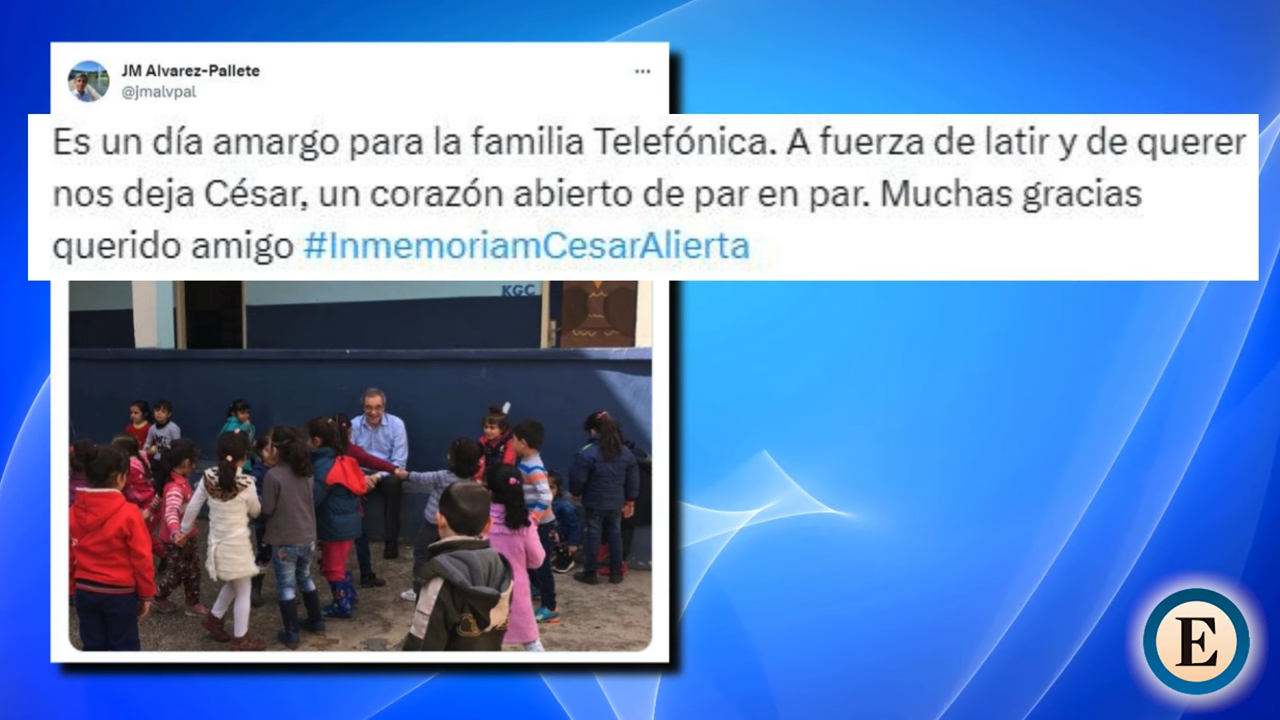 JM Alvarez-Pallete
@jmalvpal
Es un día amargo para la familia Telefónica. A fuerza de latir y de querer
nos deja César, un corazón abierto de par en par. Muchas gracias
querido amigo #InmemoriamCesarAlierta
KGC
E